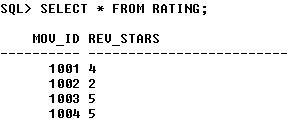 SQL> SELECT * FROM RATING;
MOV_ID REV_STARS
---------- ------------------------------
1001 4
1002 2
1003 5
1004 5